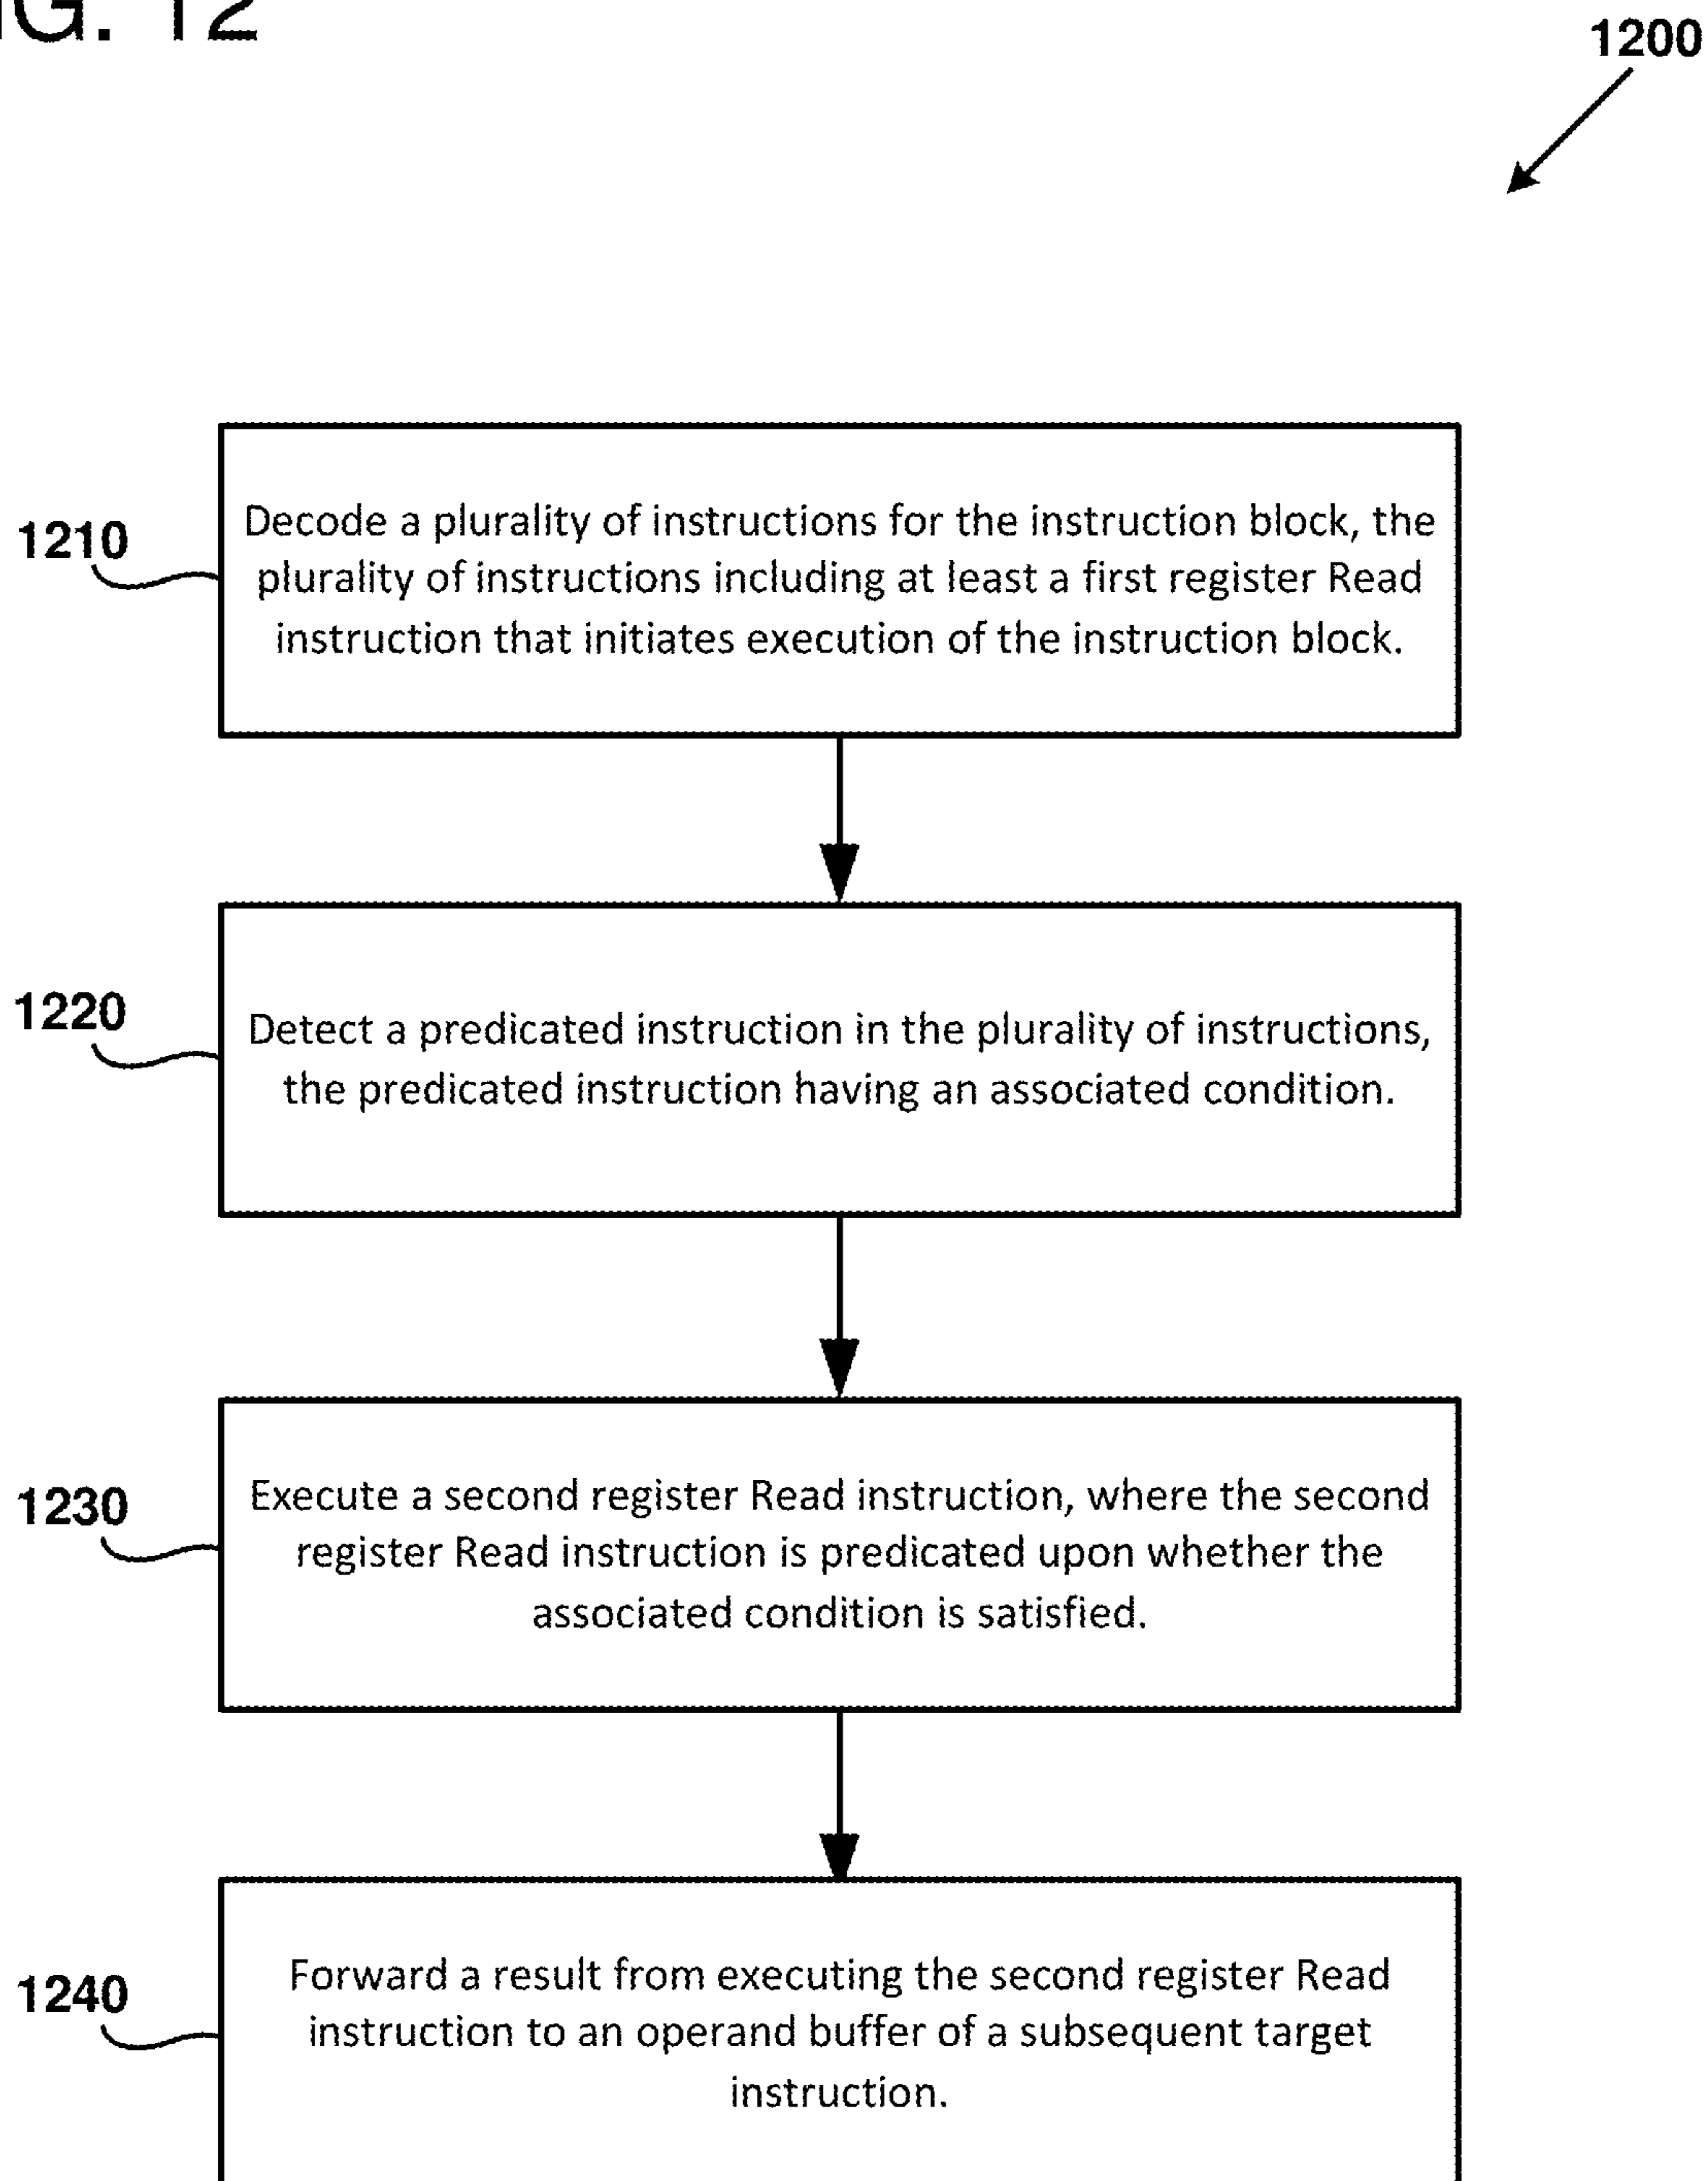 FIG. 12
1200
1210
Decode a plurality of instructions for the instruction block, the
plurality of instructions including at least a first register Read
instruction that initiates execution of the instruction block.
1220
Detect a predicated instruction in the plurality of instructions,
the predicated instruction having an associated condition.
1230
Execute a second register Read instruction, where the second
register Read instruction is predicated upon whether the
associated condition is satisfied.
1240
Forward a result from executing the second register Read
instruction to an operand buffer of a subsequent target
instruction.